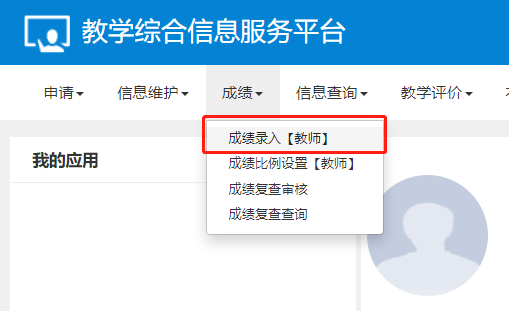 教学综合信息服务平台
申请 信息维护 成绩 信息查询 教学评价
成绩录入【教师】
成绩比例设置【教师】
成绩复查审核
成绩复查查询
我的应用